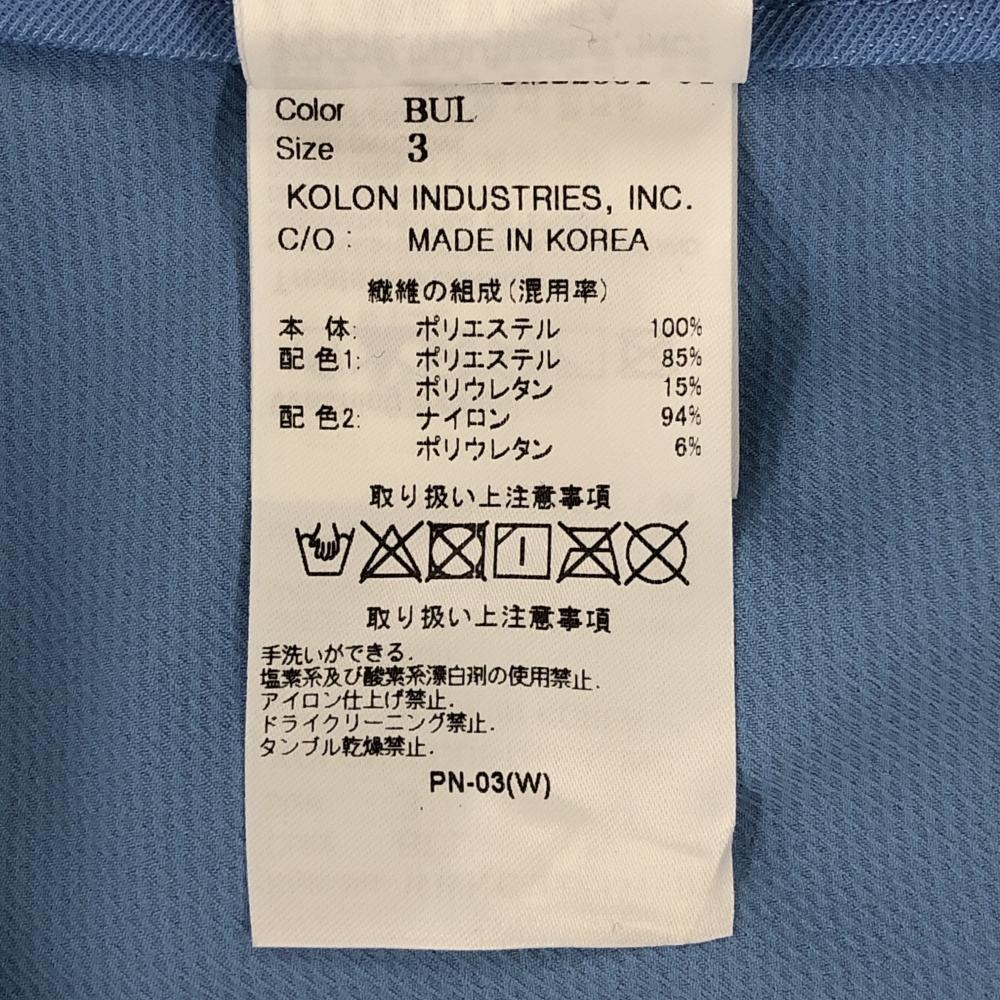 Color BUL
Size 3
KOLON INDUSTRIES, INC.
C/O : MADE IN KOREA
繊維の組成(混用率)
本 体: ポリエステル 100%
配 色1: ポリエステル 85%
ポリウレタン 15%
配 色2: ナイロン 94%
ポリウレタン 6%
取り扱い上注意事項
取り扱い上注意事項
手洗いができる.
塩素系及び酸素系漂白剤の使用禁止.
アイロン仕上げ禁止.
ドライクリーニング禁止.
タンブル乾燥禁止.
PN-03(W)